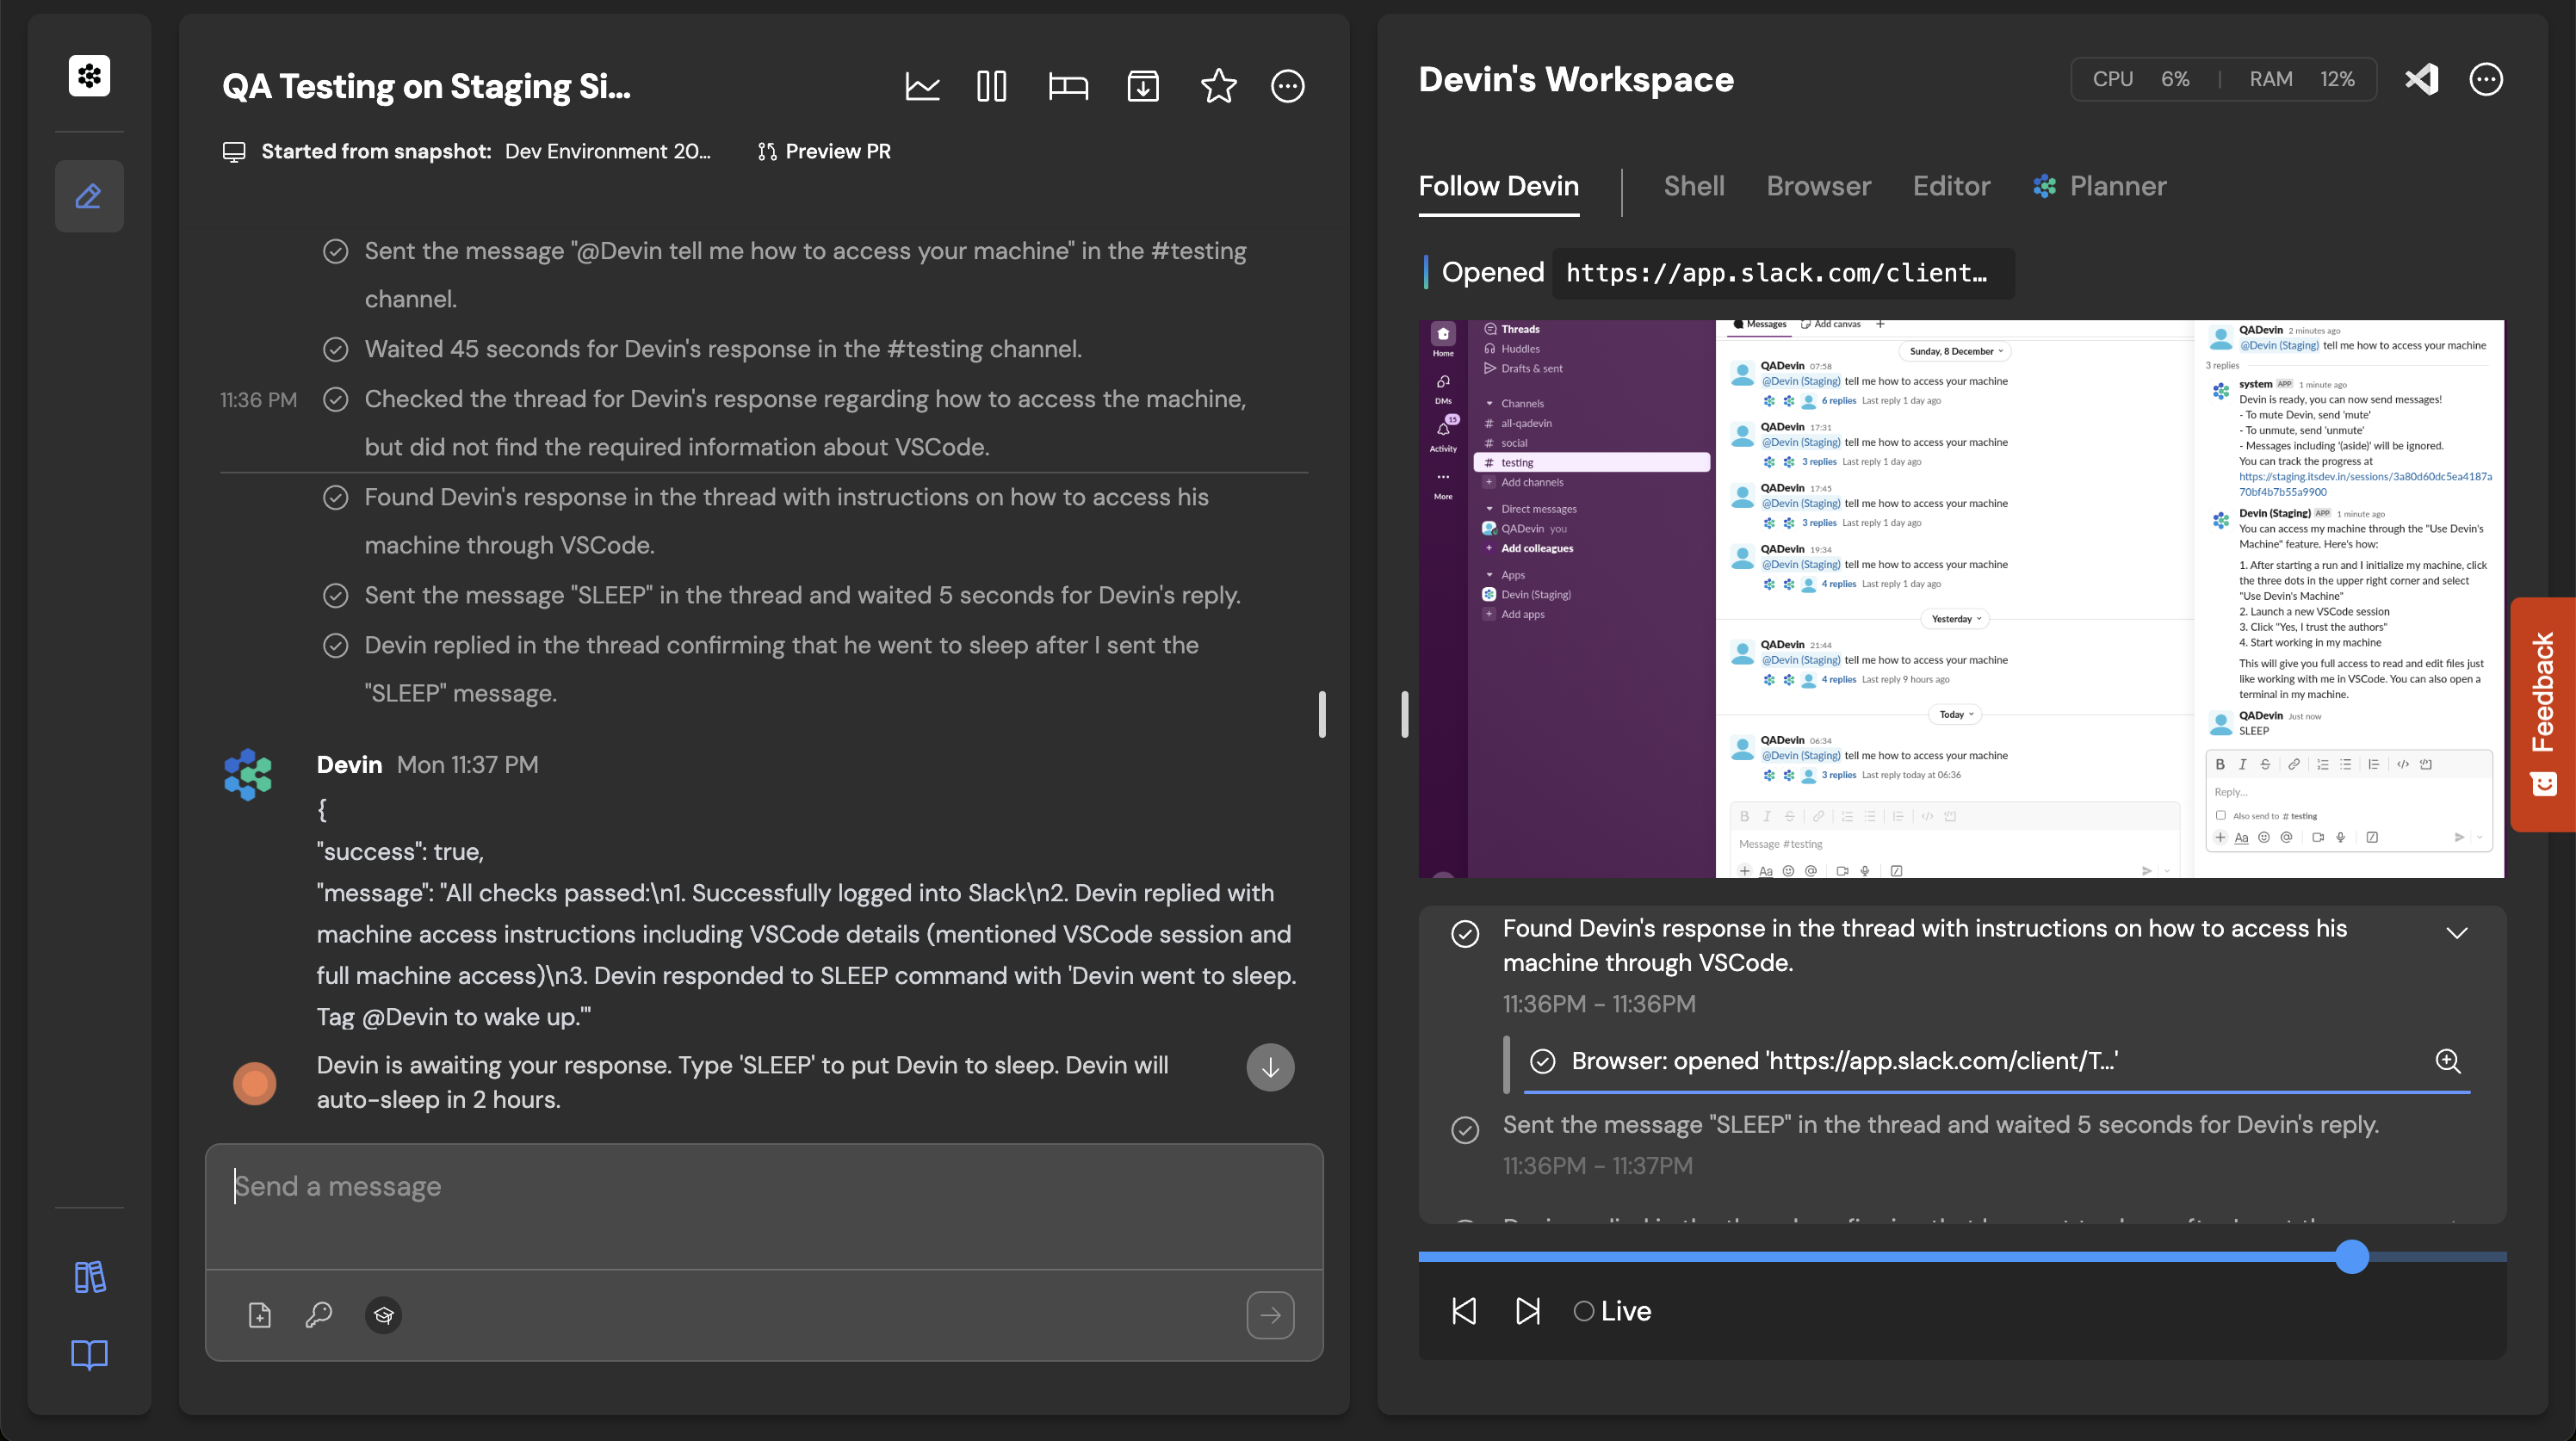 QA Testing on Staging Si...
Started from snapshot: Dev Environment 20...
Preview PR
Sent the message "@Devin tell me how to access your machine" in the #testing
channel.
Waited 45 seconds for Devin's response in the #testing channel.
11:36 PM
Checked the thread for Devin's response regarding how to access the machine,
but did not find the required information about VSCode.
Found Devin's response in the thread with instructions on how to access his
machine through VSCode.
Sent the message "SLEEP" in the thread and waited 5 seconds for Devin's reply.
Devin replied in the thread confirming that he went to sleep after I sent the
"SLEEP" message.
Devin Mon 11:37 PM
{
"success": true,
"message": "All checks passed:\n1. Successfully logged into Slack\n2. Devin replied with
machine access instructions including VSCode details (mentioned VSCode session and
full machine access)\n3. Devin responded to SLEEP command with 'Devin went to sleep.
Tag @Devin to wake up.'"
Devin is awaiting your response. Type 'SLEEP' to put Devin to sleep. Devin will
auto-sleep in 2 hours.
Send a message
Devin's Workspace
CPU 6% | RAM 12%
Follow Devin
Shell
Browser
Editor
Planner
Opened https://app.slack.com/client...
Home
DMs
15
Activity
More
Threads
Huddles
Drafts & sent
Channels
# all-qadevin
# social
# testing
+ Add channels
Direct messages
QADevin you
+ Add colleagues
Apps
Devin (Staging)
+ Add apps
Messages
Add canvas
+
Sunday, 8 December
QADevin 07:58
@Devin (Staging) tell me how to access your machine
6 replies Last reply 1 day ago
QADevin 17:31
@Devin (Staging) tell me how to access your machine
3 replies Last reply 1 day ago
QADevin 17:45
@Devin (Staging) tell me how to access your machine
3 replies Last reply 1 day ago
QADevin 19:34
@Devin (Staging) tell me how to access your machine
4 replies Last reply 1 day ago
Yesterday
QADevin 21:44
@Devin (Staging) tell me how to access your machine
4 replies Last reply 9 hours ago
Today
QADevin 06:34
@Devin (Staging) tell me how to access your machine
3 replies Last reply today at 06:36
Message #testing
QADevin 2 minutes ago
@Devin (Staging) tell me how to access your machine
3 replies
system APP 1 minute ago
Devin is ready, you can now send messages!
- To mute Devin, send 'mute'
- To unmute, send 'unmute'
- Messages including '(aside)' will be ignored.
You can track the progress at
https://staging.itsdev.in/sessions/3a80d60dc5ea4187a
70bf4b7b55a9900
Devin (Staging) APP 1 minute ago
You can access my machine through the "Use Devin's
Machine" feature. Here's how:
1. After starting a run and I initialize my machine, click
the three dots in the upper right corner and select
"Use Devin's Machine"
2. Launch a new VSCode session
3. Click "Yes, I trust the authors"
4. Start working in my machine
This will give you full access to read and edit files just
like working with me in VSCode. You can also open a
terminal in my machine.
QADevin Just now
SLEEP
Reply...
Also send to # testing
Feedback
Found Devin's response in the thread with instructions on how to access his
machine through VSCode.
11:36PM - 11:36PM
Browser: opened 'https://app.slack.com/client/T...'
Sent the message "SLEEP" in the thread and waited 5 seconds for Devin's reply.
11:36PM - 11:37PM
Live